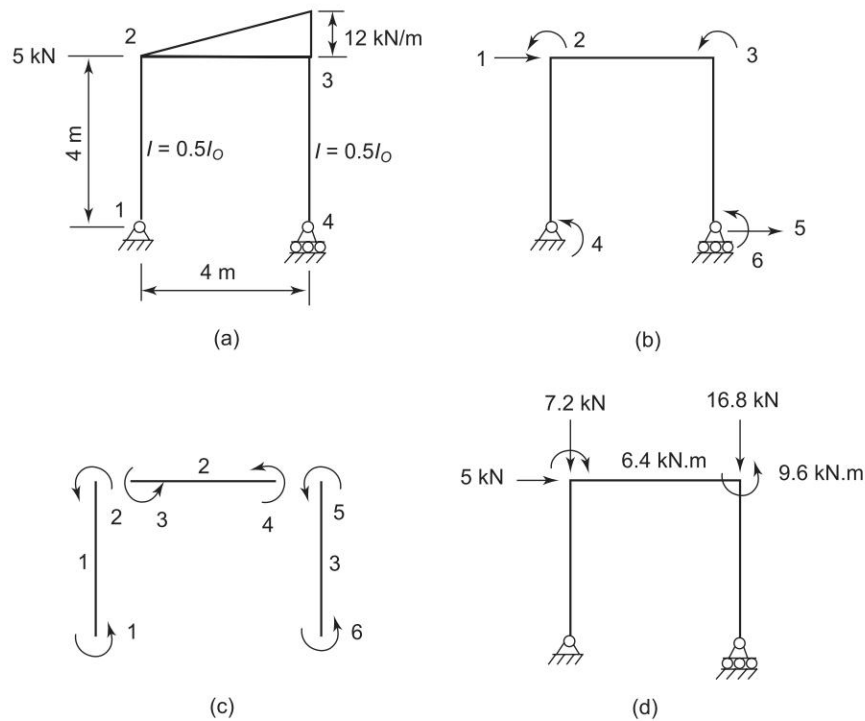 2
5 kN
12 kN/m
3
4 m
I = 0.5I_O
I = 0.5I_O
1
4
4 m
(a)
1
2
3
4
5
6
(b)
2
2
3
4
5
1
3
1
6
(c)
7.2 kN
16.8 kN
5 kN
6.4 kN.m
9.6 kN.m
(d)